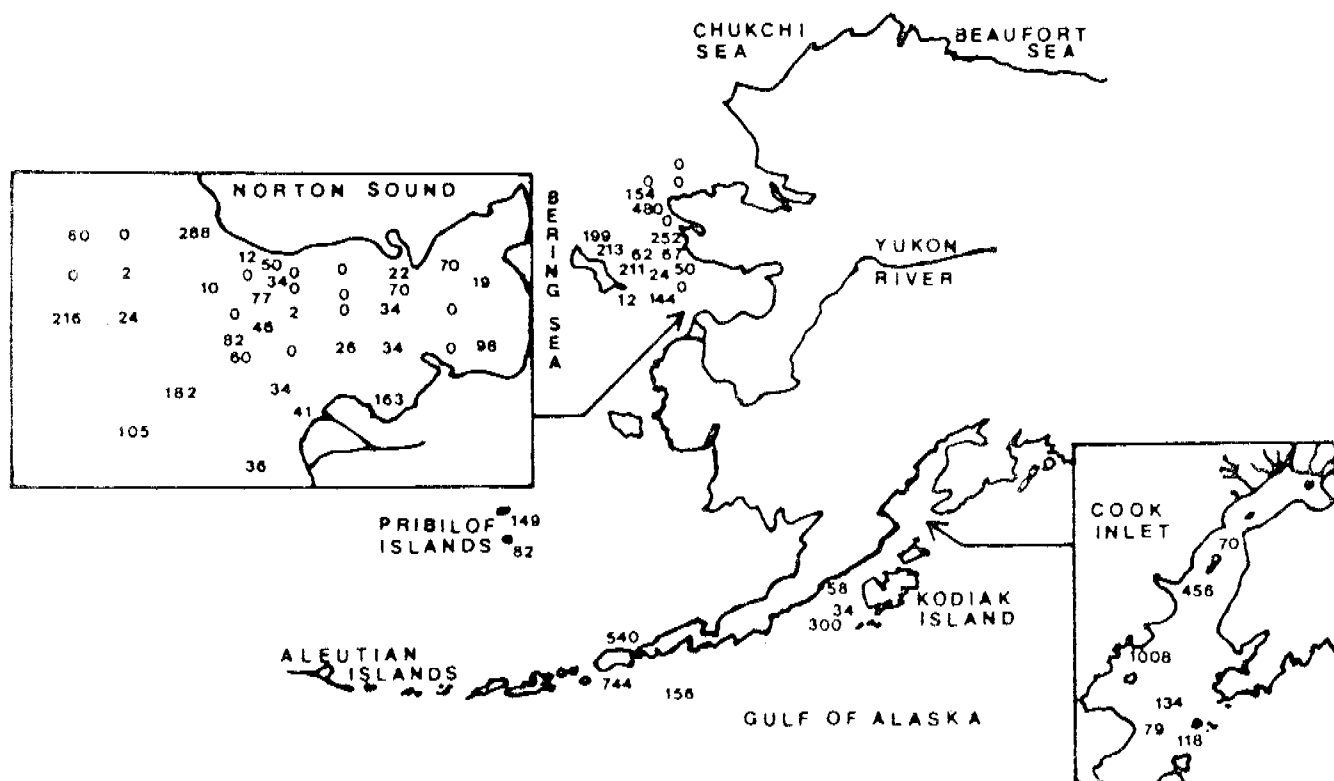 CHUKCHI
SEA
BEAUFORT
SEA
0
0 0
154
480
0
252
199
213 62 67
211 24 50
0
12 144
BERING SEA
YUKON
RIVER
NORTON SOUND
60 0 288
12 50 0 0 22 70
0 2 0 34 19
10 77 0 0 70
216 24 0 2 0 34 0
46
82
60 0 26 34 0 98
182 34
41 163
105
36
PRIBILOF
ISLANDS
149
82
COOK
INLET
70
456
1008
134
79
118
58
34
300
KODIAK
ISLAND
540
ALEUTIAN
ISLANDS
744
156
GULF OF ALASKA